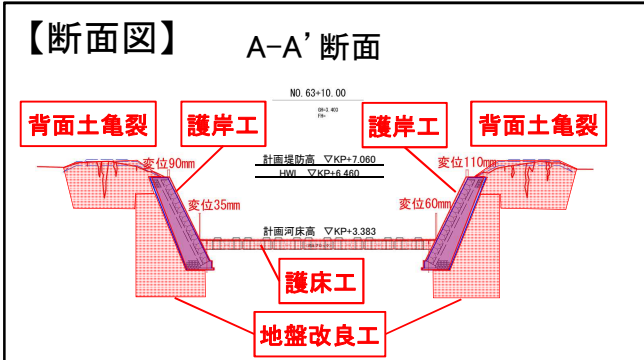 【断面図】
A-A’断面
NO. 63+10.00
GH=3.403
FH=
背面土亀裂
護岸工
護岸工
背面土亀裂
変位90mm
計画堤防高 ▽KP+7.060
変位110mm
HWL ▽KP+6.460
変位35mm
変位60mm
計画河床高 ▽KP+3.383
護床工
地盤改良工